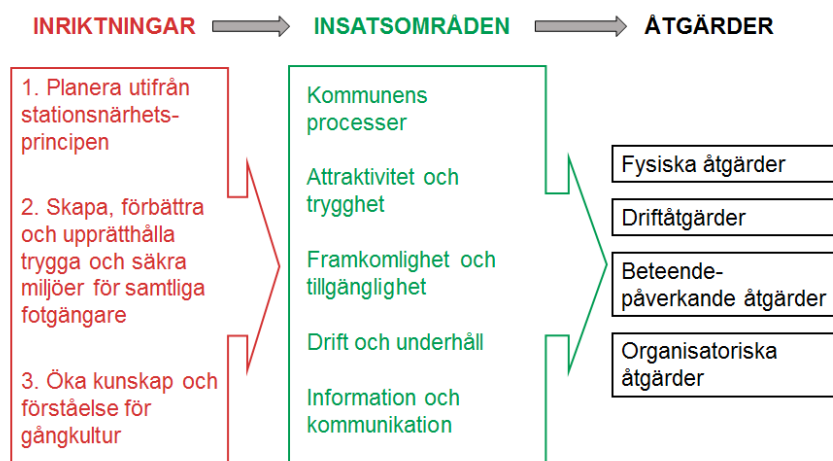 INRIKTNINGAR
INSATSOMRÅDEN
ÅTGÄRDER
1. Planera utifrån
stationsnärhets-
principen
2. Skapa, förbättra
och upprätthålla
trygga och säkra
miljöer för samtliga
fotgängare
3. Öka kunskap och
förståelse för
gångkultur
Kommunens
processer
Attraktivitet och
trygghet
Framkomlighet och
tillgänglighet
Drift och underhåll
Information och
kommunikation
Fysiska åtgärder
Driftåtgärder
Beteende-
påverkande åtgärder
Organisatoriska
åtgärder